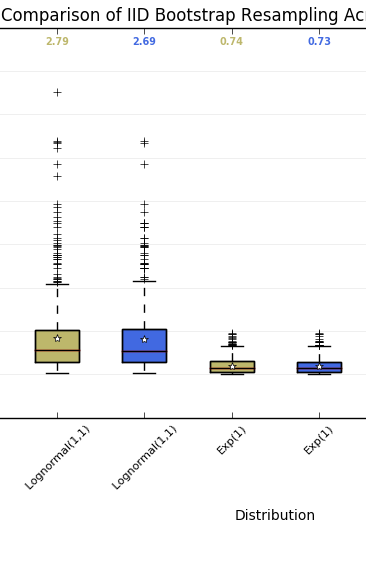 Comparison of IID Bootstrap Resampling Acr
2.79 2.69 0.74 0.73
Lognormal(1,1) Lognormal(1,1) Exp(1) Exp(1)
Distribution